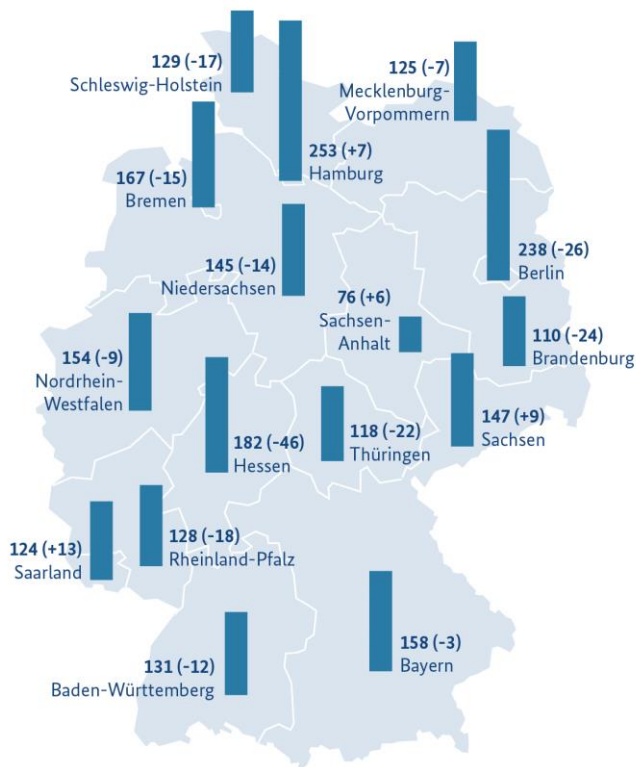 129 (-17)
Schleswig-Holstein
125 (-7)
Mecklenburg-
Vorpommern
253 (+7)
Hamburg
167 (-15)
Bremen
238 (-26)
Berlin
145 (-14)
Niedersachsen
76 (+6)
Sachsen-
Anhalt
110 (-24)
Brandenburg
154 (-9)
Nordrhein-
Westfalen
182 (-46)
Hessen
118 (-22)
Thüringen
147 (+9)
Sachsen
124 (+13)
Saarland
128 (-18)
Rheinland-Pfalz
131 (-12)
Baden-Württemberg
158 (-3)
Bayern